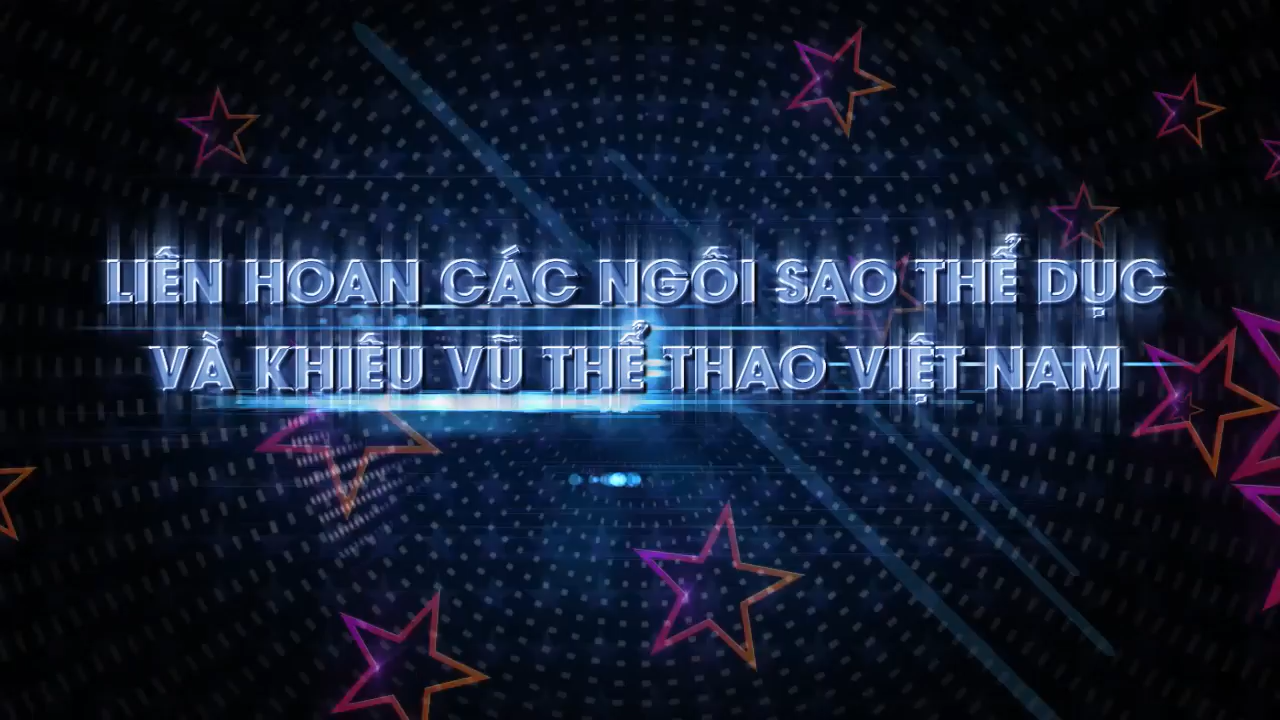 LIÊN HOAN CÁC NGÔI SAO THỂ DỤC
VÀ KHIÊU VŨ THỂ THAO VIỆT NAM